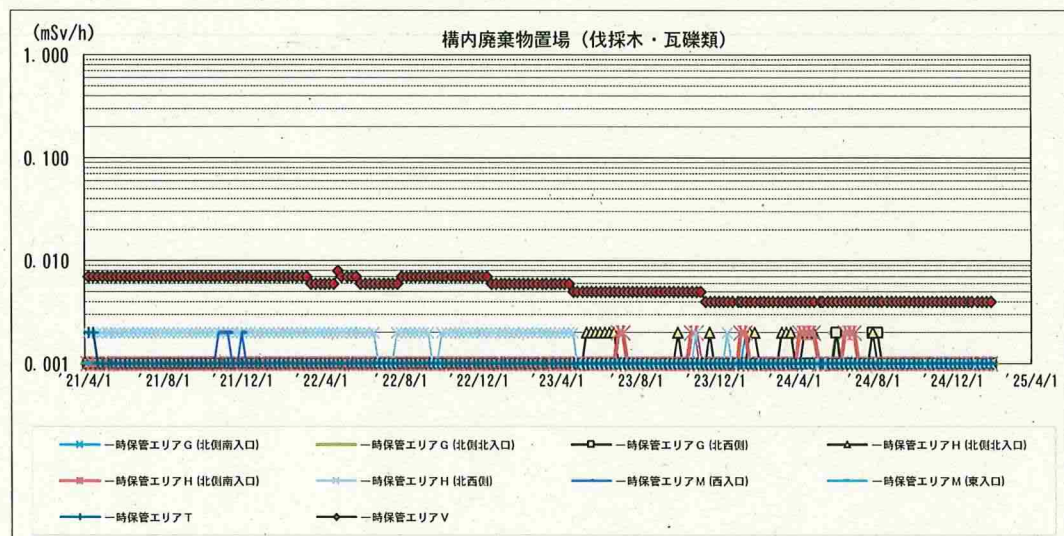 (mSv/h)
構内廃棄物置場（伐採木・瓦礫類）
1.000
0.100
0.010
0.001
'21/4/1 '21/8/1 '21/12/1 '22/4/1 '22/8/1 '22/12/1 '23/4/1 '23/8/1 '23/12/1 '24/4/1 '24/8/1 '24/12/1 '25/4/1
一時保管エリアG (北側南入口) 一時保管エリアG (北側北入口) 一時保管エリアG (北西側) 一時保管エリアH (北側北入口)
一時保管エリアH (北側南入口) 一時保管エリアH (北西側) 一時保管エリアM (西入口) 一時保管エリアM (東入口)
一時保管エリアT 一時保管エリアV